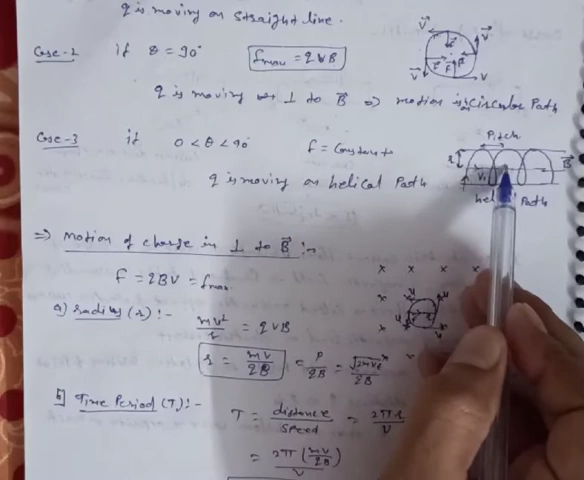 q is moving on straight line.
Case-2 if θ = 90° fmax = qVB
q is moving ⊥ to B⃗ ⇒ motion is circular Path
Case-3 if 0 < θ < 90° f = Constant
Pitch
r
V
B⃗
q is moving on helical Path
Path
⇒ motion of charge in ⊥ to B⃗ :-
f = qBV = fmax
a) radius (r) :- mv²/r = qVB
r = mv/qB = P/qB = √2mKE/qB
b] Time Period (T) :- T = distance/Speed = 2πr/V
= 2π (mv/qB)/V